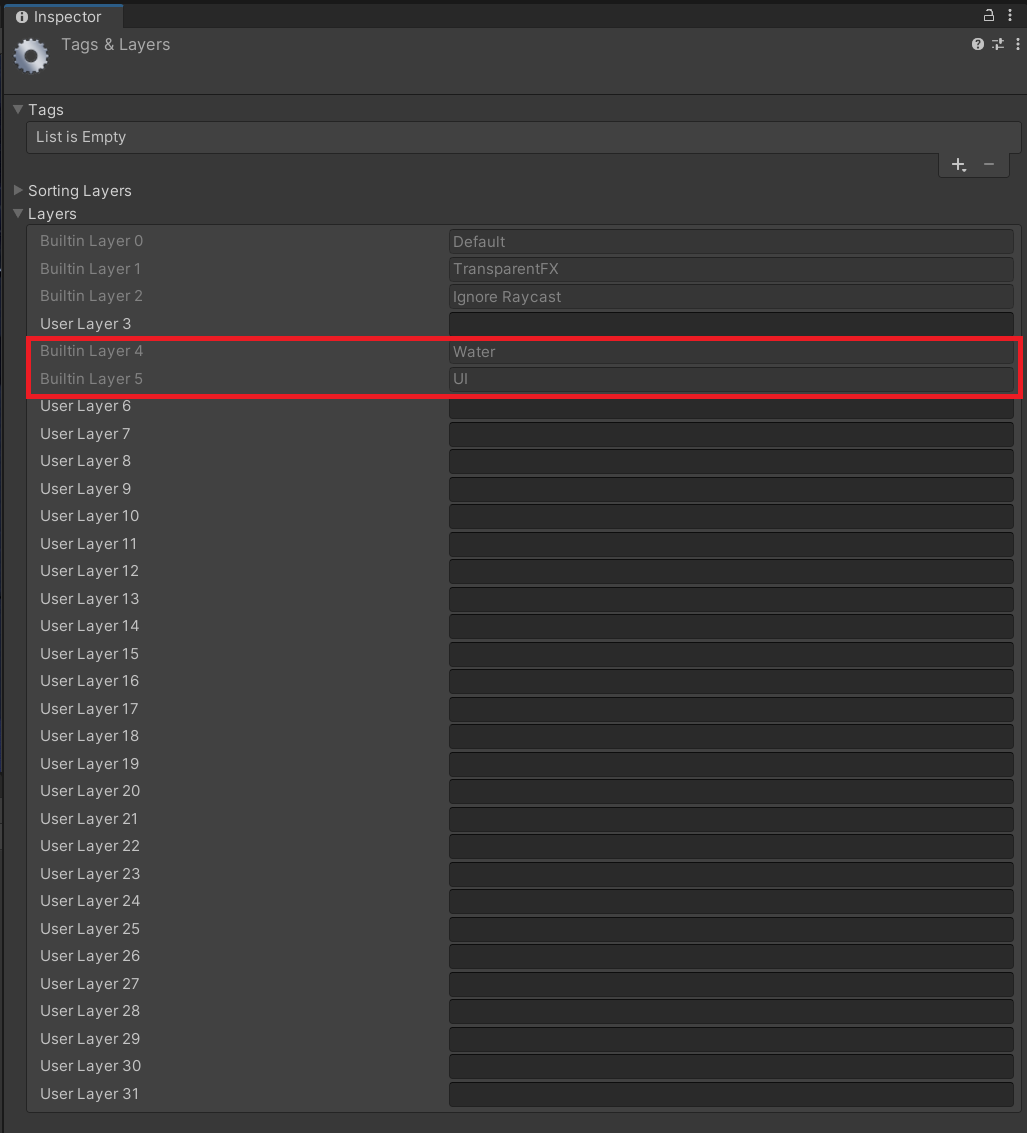 Inspector
Tags & Layers
Tags
List is Empty
Sorting Layers
Layers
Builtin Layer 0 Default
Builtin Layer 1 TransparentFX
Builtin Layer 2 Ignore Raycast
User Layer 3
Builtin Layer 4 Water
Builtin Layer 5 UI
User Layer 6
User Layer 7
User Layer 8
User Layer 9
User Layer 10
User Layer 11
User Layer 12
User Layer 13
User Layer 14
User Layer 15
User Layer 16
User Layer 17
User Layer 18
User Layer 19
User Layer 20
User Layer 21
User Layer 22
User Layer 23
User Layer 24
User Layer 25
User Layer 26
User Layer 27
User Layer 28
User Layer 29
User Layer 30
User Layer 31